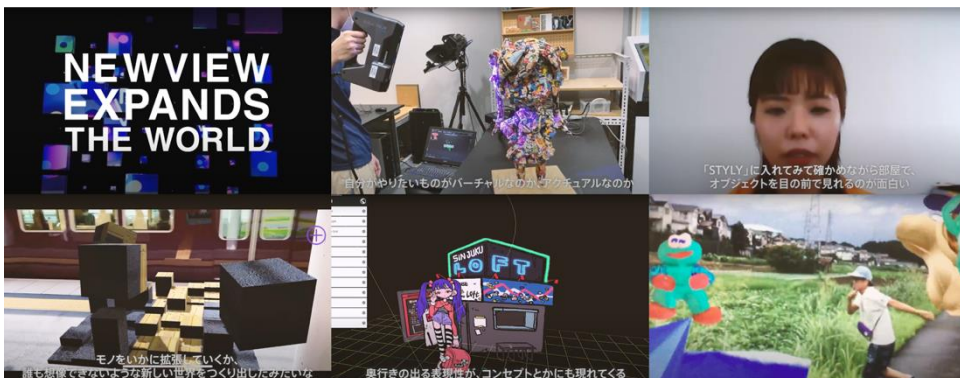 NEWVIEW
EXPANDS
THE WORLD
自分がやりたいものがバーチャルなのか、アクチュアルなのか
「STYLY」に入れてみて確かめながら部屋で、
オブジェクトを目の前で見れるのが面白い
モノをいかに拡張していくか、
誰も想像できないような新しい世界をつくり出したみたいな
SINJUKU
LOFT
Loft
奥行きの出る表現性が、コンセプトとかにも現れてくる